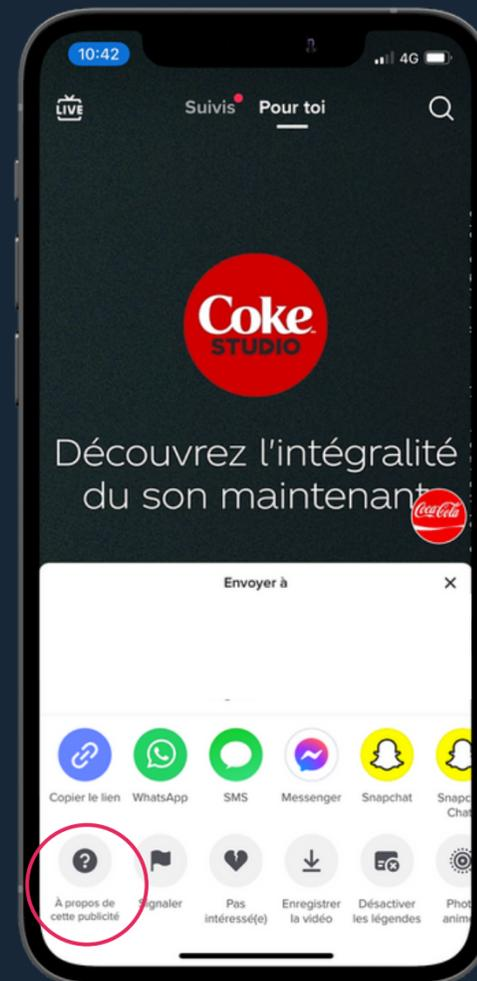 10:42
4G
LIVE
Suivis Pour toi
Coke
STUDIO
Découvrez l'intégralité
du son maintenant
Coca-Cola
Envoyer à
Copier le lien WhatsApp SMS Messenger Snapchat
À propos de
cette publicité
Signaler
Pas
intéressé(e)
Enregistrer
la vidéo
Désactiver
les légendes